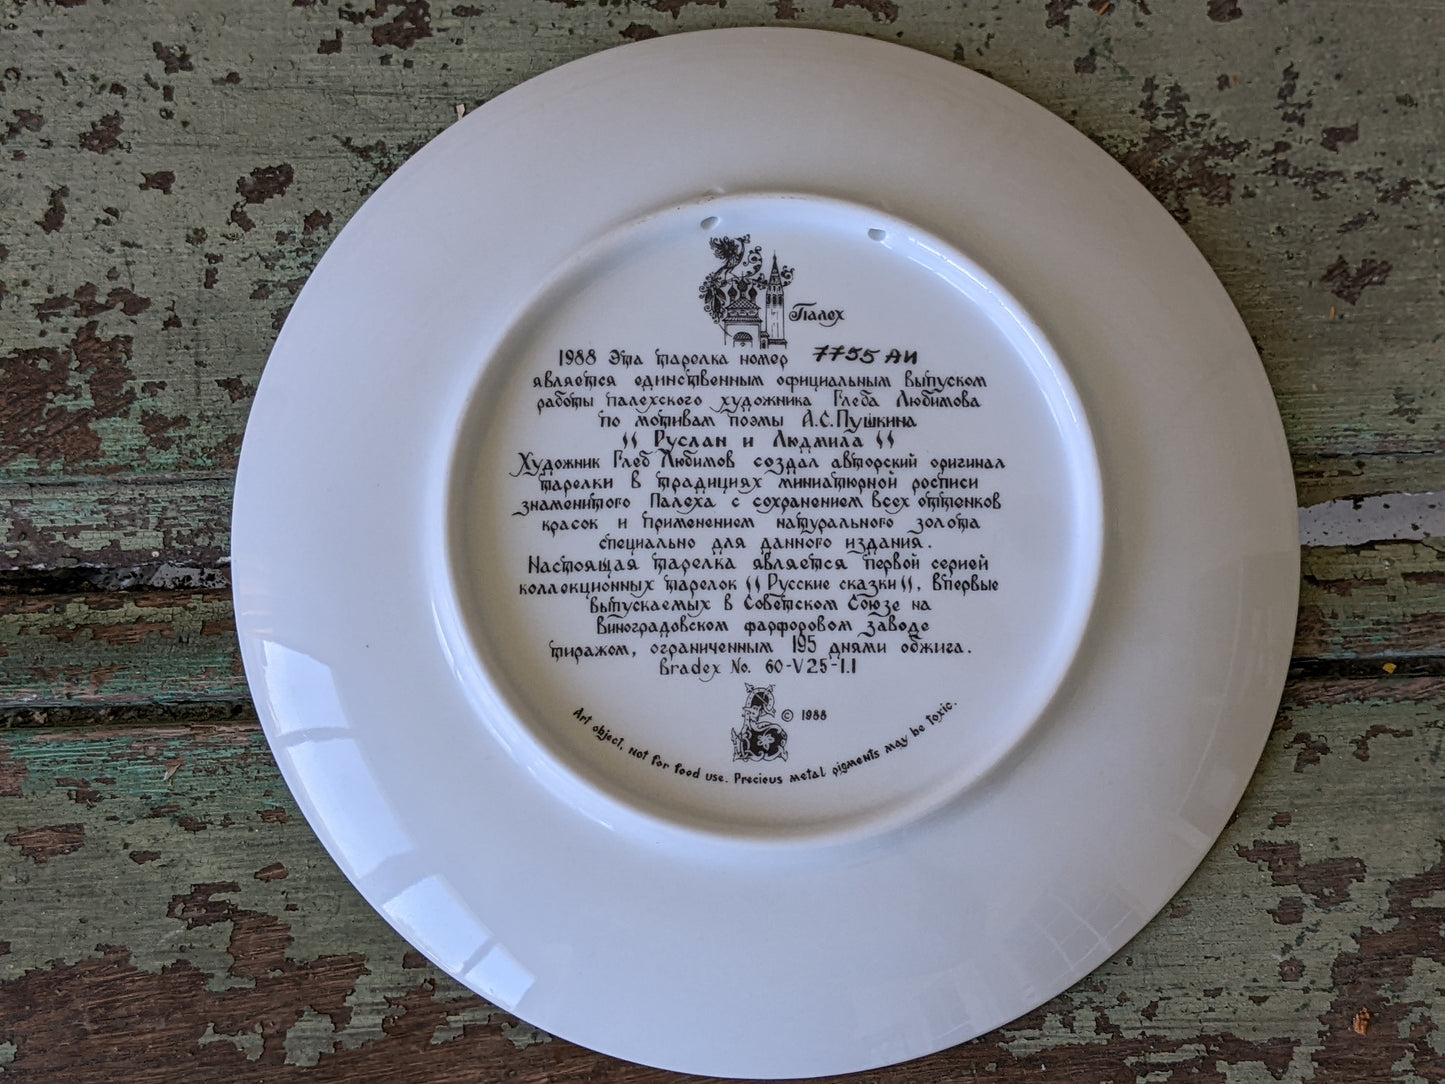 Палех
1988 Эта тарелка номер 7755 АИ
является единственным официальным выпуском
работы палехского художника Глеба Любимова
по мотивам поэмы А.С.Пушкина
"Руслан и Людмила"
Художник Глеб Любимов создал авторский оригинал
тарелки в традициях миниатюрной росписи
знаменитого Палеха с сохранением всех оттенков
красок и применением натурального золота
специально для данного издания.
Настоящая тарелка является первой серией
коллекционных тарелок "Русские сказки", впервые
выпускаемых в Советском Союзе на
Виноградовском фарфоровом заводе
тиражом, ограниченным 195 днями обжига.
Bradex No. 60-V25-1.1
© 1988
Art object, not for food use. Precious metal pigments may be toxic.